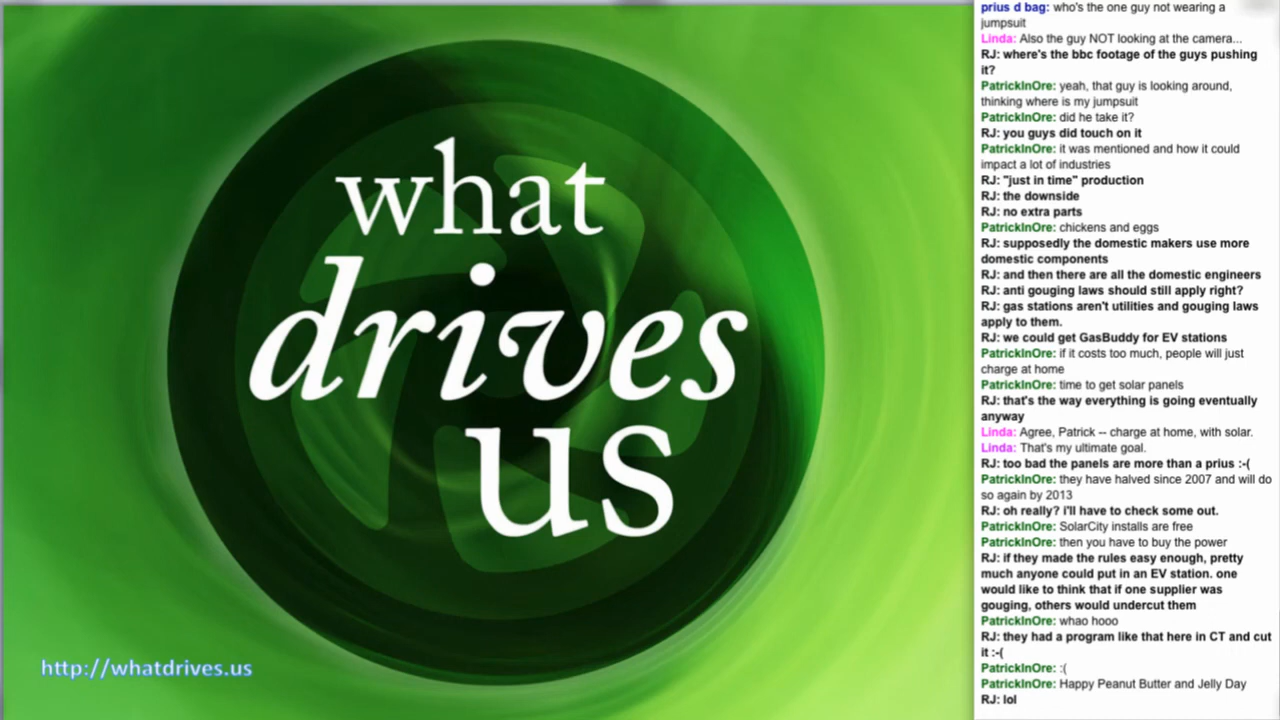 what
drives
us
http://whatdrives.us
prius d bag: who's the one guy not wearing a
jumpsuit
Linda: Also the guy NOT looking at the camera...
RJ: where's the bbc footage of the guys pushing
it?
PatrickInOre: yeah, that guy is looking around,
thinking where is my jumpsuit
PatrickInOre: did he take it?
RJ: you guys did touch on it
PatrickInOre: it was mentioned and how it could
impact a lot of industries
RJ: "just in time" production
RJ: the downside
RJ: no extra parts
PatrickInOre: chickens and eggs
RJ: supposedly the domestic makers use more
domestic components
RJ: and then there are all the domestic engineers
RJ: anti gouging laws should still apply right?
RJ: gas stations aren't utilities and gouging laws
apply to them.
RJ: we could get GasBuddy for EV stations
PatrickInOre: if it costs too much, people will just
charge at home
PatrickInOre: time to get solar panels
RJ: that's the way everything is going eventually
anyway
Linda: Agree, Patrick -- charge at home, with solar.
Linda: That's my ultimate goal.
RJ: too bad the panels are more than a prius :-(
PatrickInOre: they have halved since 2007 and will do
so again by 2013
RJ: oh really? i'll have to check some out.
PatrickInOre: SolarCity installs are free
PatrickInOre: then you have to buy the power
RJ: if they made the rules easy enough, pretty
much anyone could put in an EV station. one
would like to think that if one supplier was
gouging, others would undercut them
PatrickInOre: whao hooo
RJ: they had a program like that here in CT and cut
it :-(
PatrickInOre: :(
PatrickInOre: Happy Peanut Butter and Jelly Day
RJ: lol